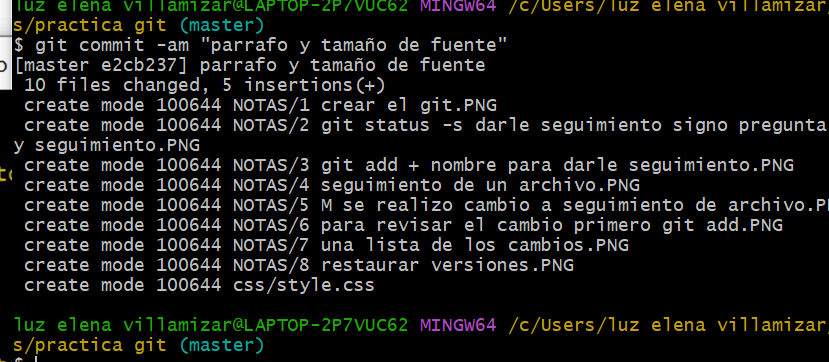 luz elena villamizar@LAPTOP-2P7VUC62 MINGW64 /c/Users/luz elena villamizar/
s/practica git (master)
$ git commit -am "parrafo y tamaño de fuente"
[master e2cb237] parrafo y tamaño de fuente
 10 files changed, 5 insertions(+)
 create mode 100644 NOTAS/1 crear el git.PNG
 create mode 100644 NOTAS/2 git status -s darle seguimiento signo pregunta
y seguimiento.PNG
 create mode 100644 NOTAS/3 git add + nombre para darle seguimiento.PNG
 create mode 100644 NOTAS/4 seguimiento de un archivo.PNG
 create mode 100644 NOTAS/5 M se realizo cambio a seguimiento de archivo.PN
 create mode 100644 NOTAS/6 para revisar el cambio primero git add.PNG
 create mode 100644 NOTAS/7 una lista de los cambios.PNG
 create mode 100644 NOTAS/8 restaurar versiones.PNG
 create mode 100644 css/style.css
luz elena villamizar@LAPTOP-2P7VUC62 MINGW64 /c/Users/luz elena villamizar/
s/practica git (master)
$